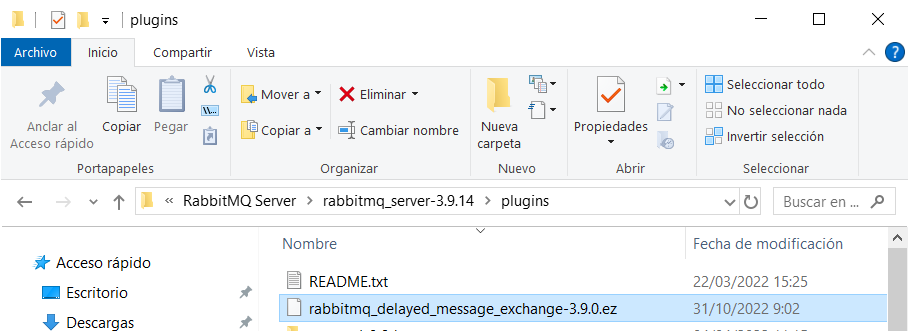 plugins
Archivo Inicio Compartir Vista
Anclar al Acceso rápido
Copiar
Pegar
Portapapeles
Mover a
Copiar a
Eliminar
Cambiar nombre
Organizar
Nueva carpeta
Nuevo
Propiedades
Abrir
Seleccionar todo
No seleccionar nada
Invertir selección
Seleccionar
« RabbitMQ Server > rabbitmq_server-3.9.14 > plugins
Buscar en ...
Nombre Fecha de modificación
Acceso rápido
Escritorio
Descargas
README.txt 22/03/2022 15:25
rabbitmq_delayed_message_exchange-3.9.0.ez 31/10/2022 9:02